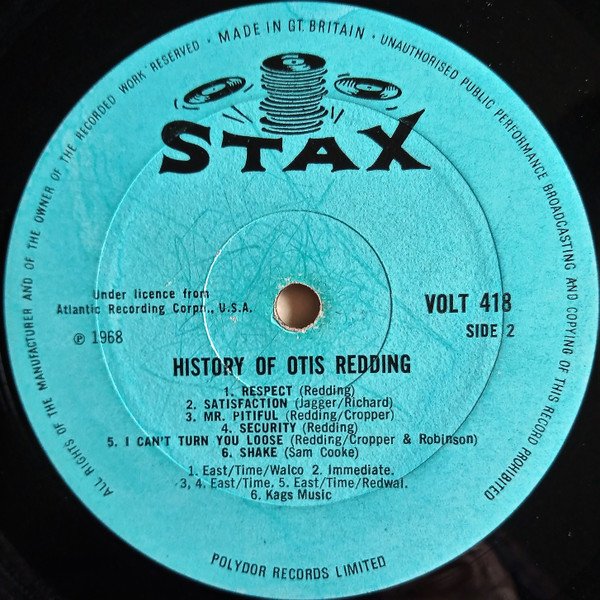 ALL RIGHTS OF THE MANUFACTURER AND OF THE OWNER OF THE RECORDED WORK RESERVED · MADE IN GT. BRITAIN · UNAUTHORISED PUBLIC PERFORMANCE BROADCASTING AND COPYING OF THIS RECORD PROHIBITED
STAX
Under licence from
Atlantic Recording Corpn., U.S.A.
℗ 1968
VOLT 418
SIDE 2
HISTORY OF OTIS REDDING
1. RESPECT (Redding)
2. SATISFACTION (Jagger/Richard)
3. MR. PITIFUL (Redding/Cropper)
4. SECURITY (Redding)
5. I CAN'T TURN YOU LOOSE (Redding/Cropper & Robinson)
6. SHAKE (Sam Cooke)
1. East/Time/Walco 2. Immediate.
3, 4. East/Time, 5. East/Time/Redwal.
6. Kags Music
POLYDOR RECORDS LIMITED